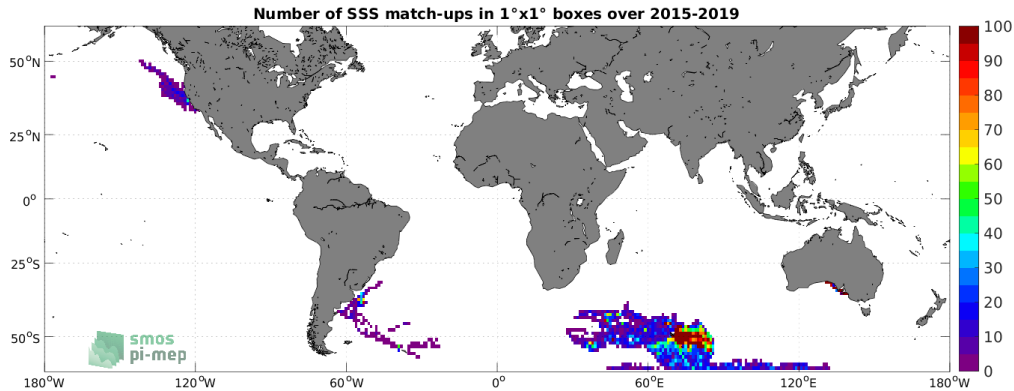 Number of SSS match-ups in 1°x1° boxes over 2015-2019
100
90
80
70
60
50
40
30
20
10
0
50°N
25°N
0°
25°S
50°S
smos
pi-mep
180°W 120°W 60°W 0° 60°E 120°E 180°W